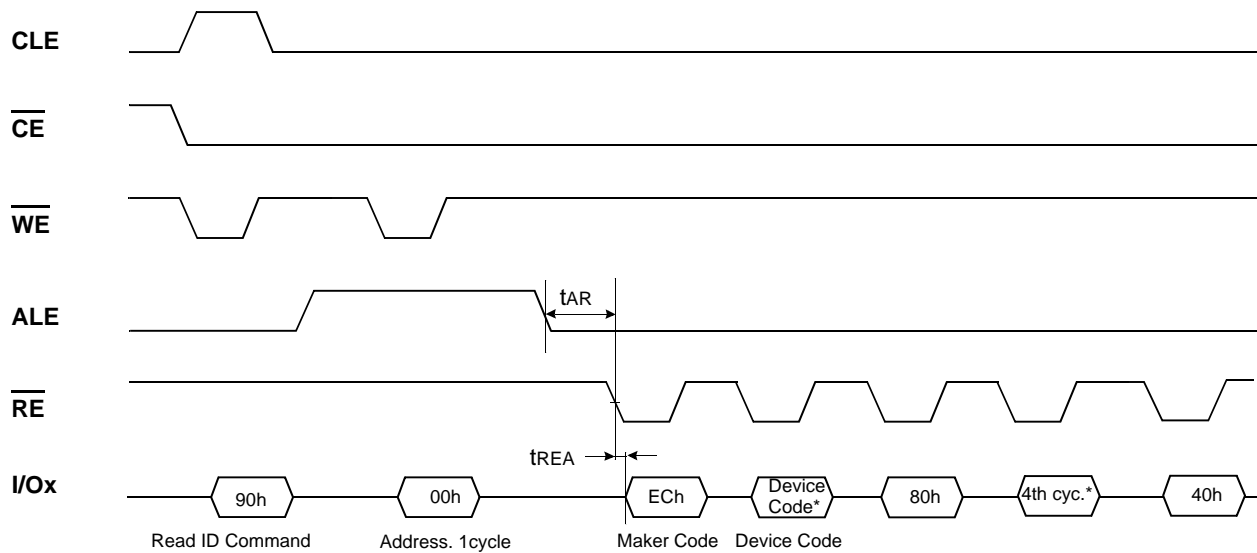 CLE
CE
WE
ALE
tAR
RE
tREA
I/Ox
90h
00h
ECh
Device
Code*
80h
4th cyc.*
40h
Read ID Command
Address. 1cycle
Maker Code
Device Code